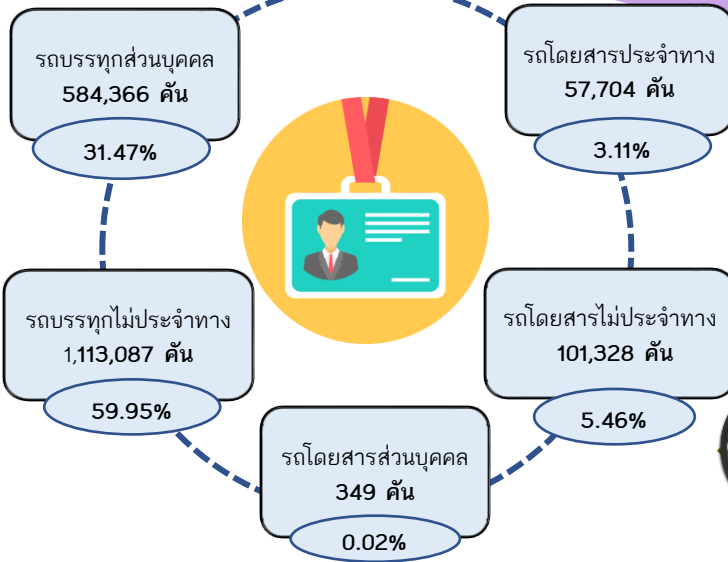 รถบรรทุกส่วนบุคคล
584,366 คัน
31.47%
รถโดยสารประจำทาง
57,704 คัน
3.11%
รถบรรทุกไม่ประจำทาง
1,113,087 คัน
59.95%
รถโดยสารไม่ประจำทาง
101,328 คัน
5.46%
รถโดยสารส่วนบุคคล
349 คัน
0.02%